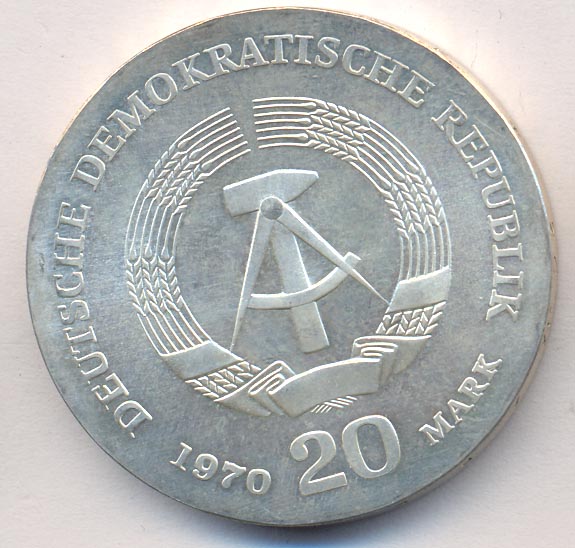 DEUTSCHE DEMOKRATISCHE REPUBLIK
1970 20 MARK